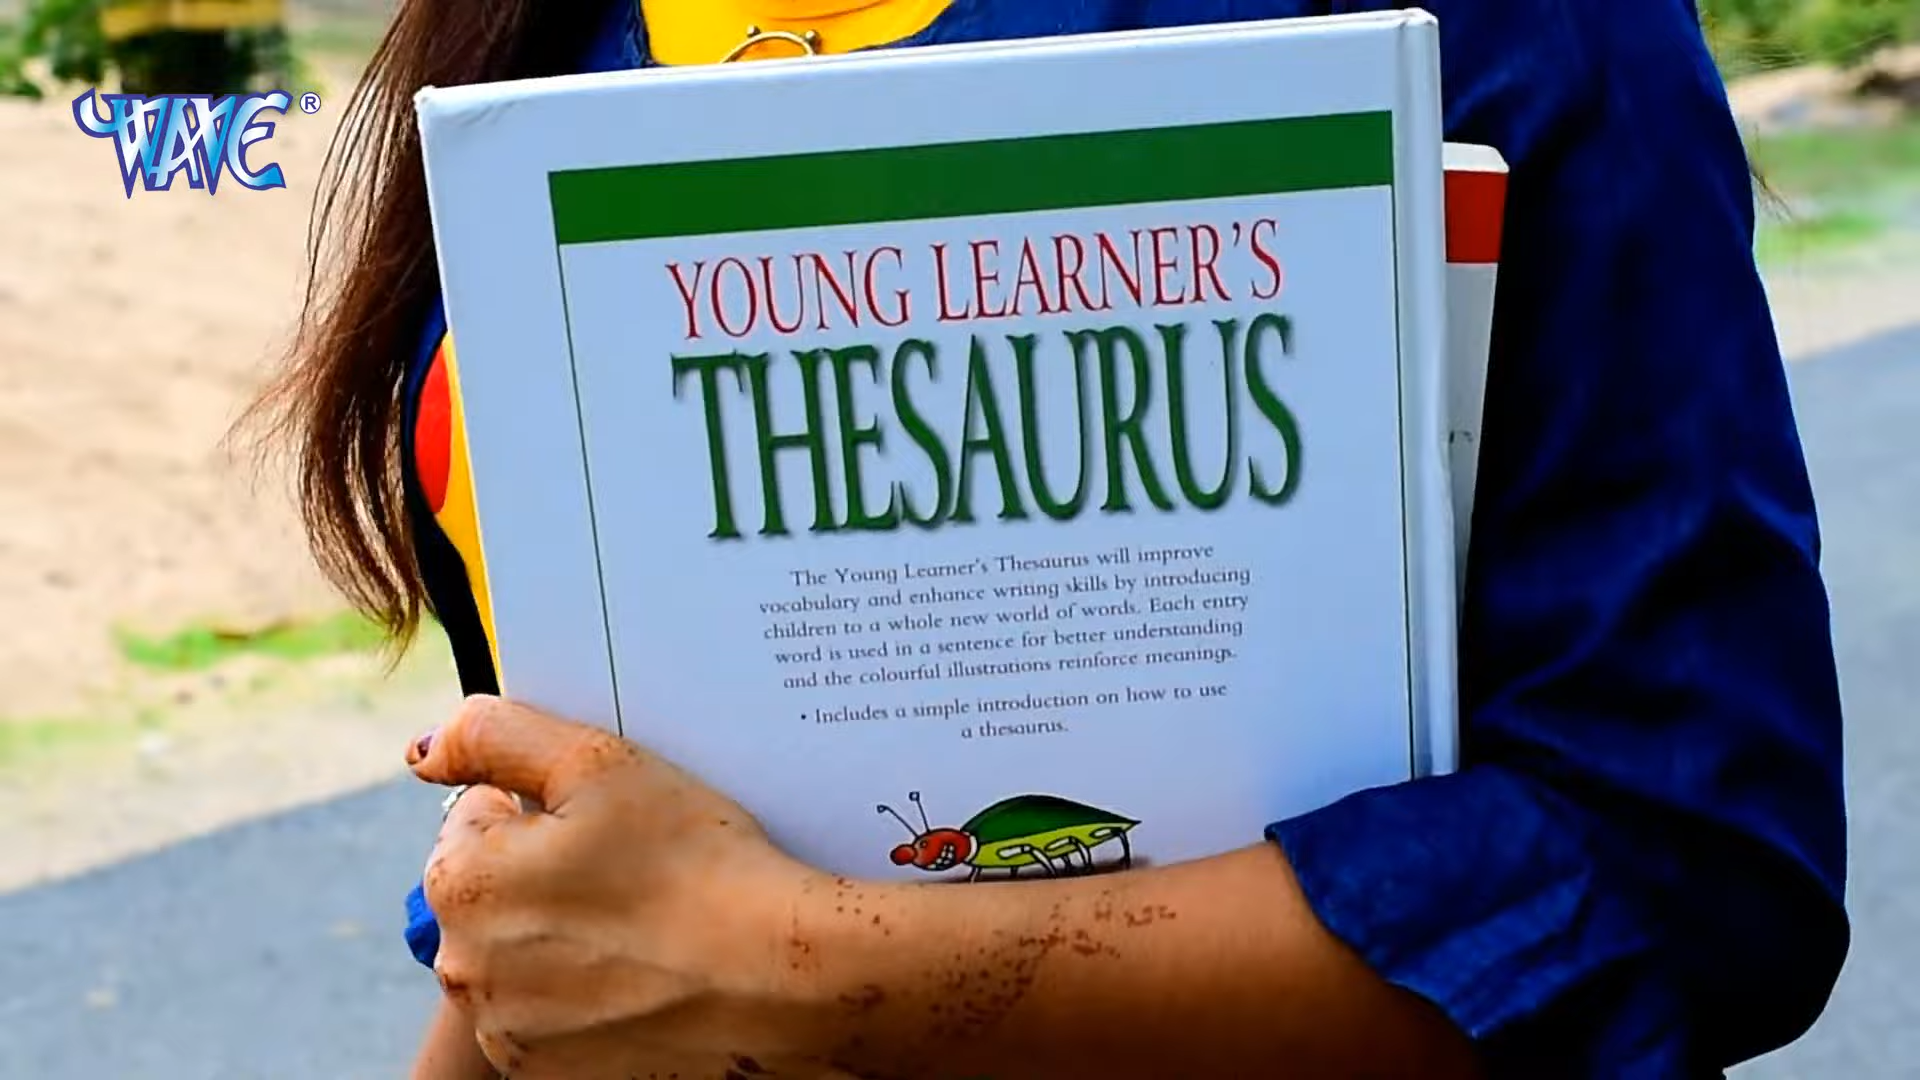 WAVE®
YOUNG LEARNER'S
THESAURUS
The Young Learner's Thesaurus will improve
vocabulary and enhance writing skills by introducing
children to a whole new world of words. Each entry
word is used in a sentence for better understanding
and the colourful illustrations reinforce meanings.
• Includes a simple introduction on how to use
a thesaurus.